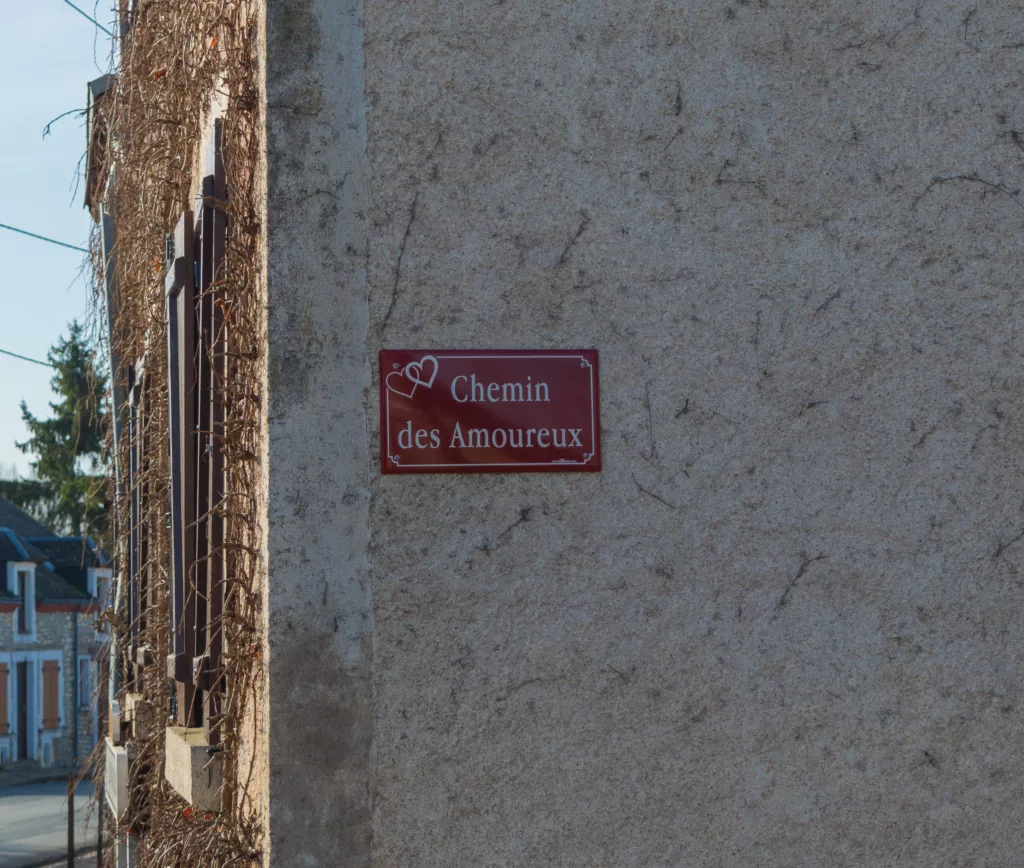 Chemin
des Amoureux